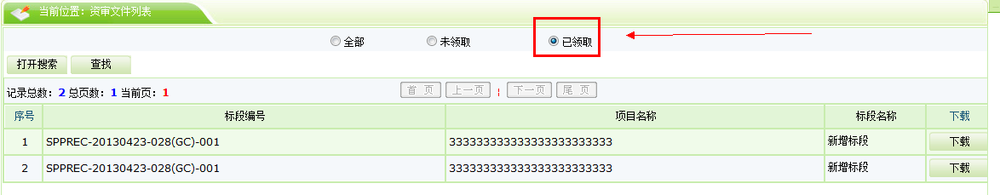 当前位置：资审文件列表
全部 未领取 已领取
打开搜索 查找
记录总数：2 总页数：1 当前页：1 首 页 上一页 下一页 尾 页
序号 标段编号 项目名称 标段名称 下载
1 SPPREC-20130423-028(GC)-001 3333333333333333333333333 新增标段 下载
2 SPPREC-20130423-028(GC)-001 3333333333333333333333333 新增标段 下载